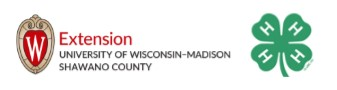 W
Extension
UNIVERSITY OF WISCONSIN–MADISON
SHAWANO COUNTY
H H
H H